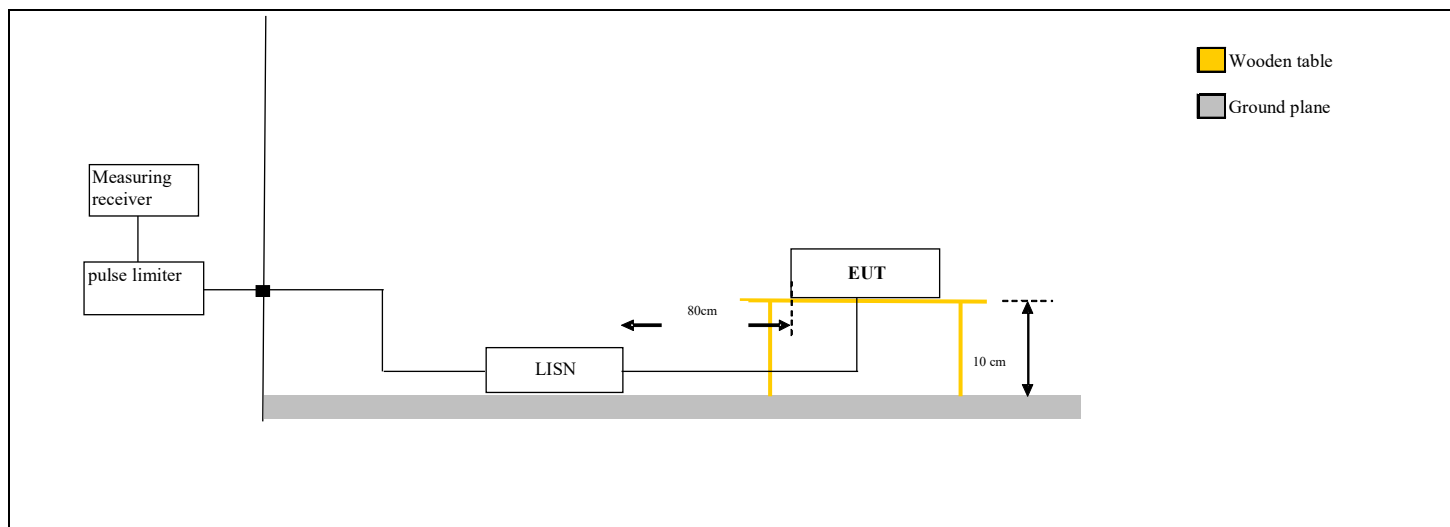 Wooden table
Ground plane
Measuring
receiver
pulse limiter
EUT
80cm
LISN
10 cm